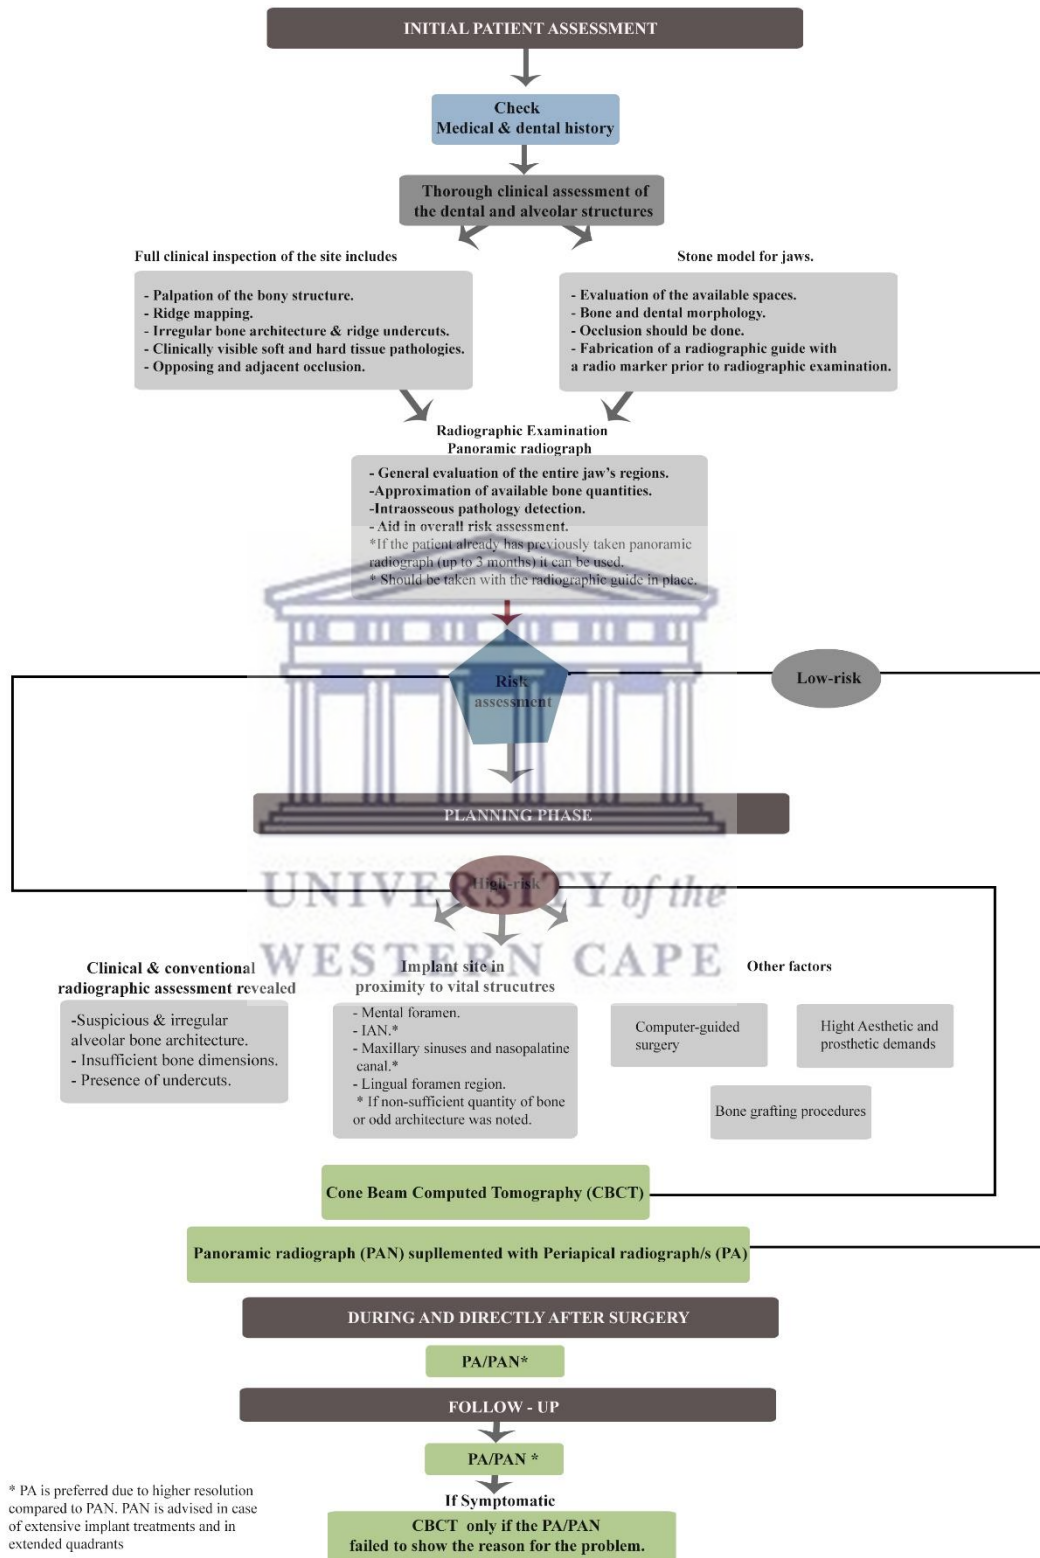 INITIAL PATIENT ASSESSMENT
Check
Medical & dental history
Thorough clinical assessment of
the dental and alveolar structures
Full clinical inspection of the site includes
- Palpation of the bony structure.
- Ridge mapping.
- Irregular bone architecture & ridge undercuts.
- Clinically visible soft and hard tissue pathologies.
- Opposing and adjacent occlusion.
Stone model for jaws.
- Evaluation of the available spaces.
- Bone and dental morphology.
- Occlusion should be done.
- Fabrication of a radiographic guide with
a radio marker prior to radiographic examination.
Radiographic Examination
Panoramic radiograph
- General evaluation of the entire jaw's regions.
-Approximation of available bone quantities.
-Intraosseous pathology detection.
- Aid in overall risk assessment.
*If the patient already has previously taken panoramic
radiograph (up to 3 months) it can be used.
* Should be taken with the radiographic guide in place.
Risk
assessment
Low-risk
PLANNING PHASE
High-risk
UNIVERSITY of the
WESTERN CAPE
Clinical & conventional
radiographic assessment revealed
-Suspicious & irregular
alveolar bone architecture.
- Insufficient bone dimensions.
- Presence of undercuts.
Implant site in
proximity to vital strucutres
- Mental foramen.
- IAN.*
- Maxillary sinuses and nasopalatine
canal.*
- Lingual foramen region.
* If non-sufficient quantity of bone
or odd architecture was noted.
Other factors
Computer-guided
surgery
Hight Aesthetic and
prosthetic demands
Bone grafting procedures
Cone Beam Computed Tomography (CBCT)
Panoramic radiograph (PAN) supllemented with Periapical radiograph/s (PA)
DURING AND DIRECTLY AFTER SURGERY
PA/PAN*
FOLLOW - UP
PA/PAN *
If Symptomatic
CBCT only if the PA/PAN
failed to show the reason for the problem.
* PA is preferred due to higher resolution
compared to PAN. PAN is advised in case
of extensive implant treatments and in
extended quadrants